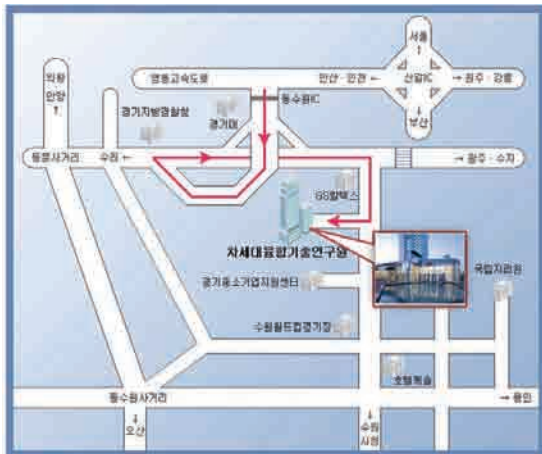 서울
↑
의왕
안양
↑
영동고속도로
안산 · 인천 ←
신갈IC
→ 원주 · 강릉
동수원IC
↓
부산
경기지방경찰청
경기대
동문사거리
수원 ←
→ 광주 · 수지
GS칼텍스
차세대융합기술연구원
경기중소기업지원센터
국립지리원
수원월드컵경기장
호텔캐슬
동수원사거리
→ 용인
↓
오산
↓
수원
시청